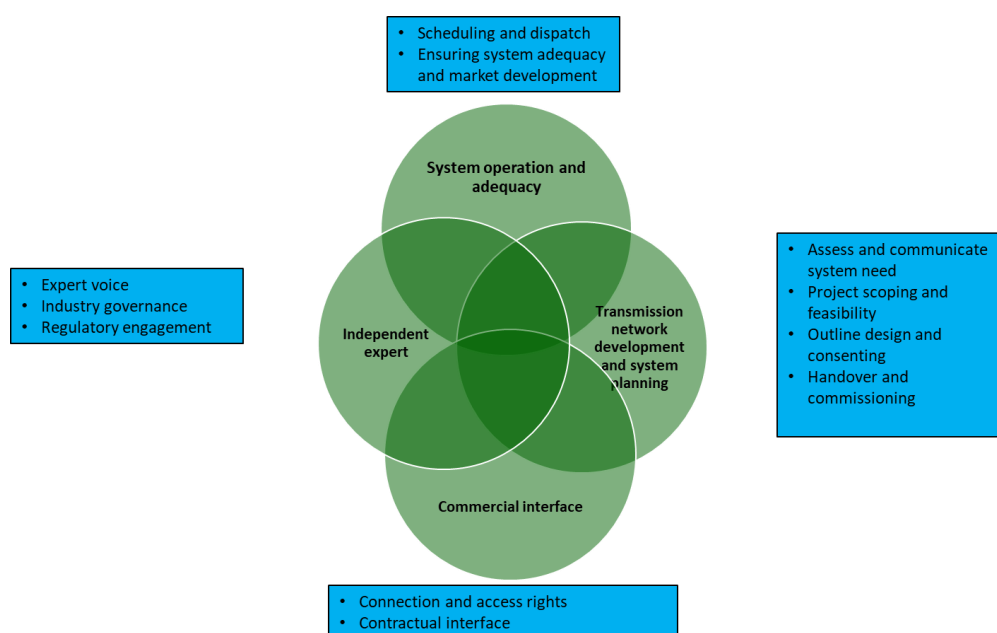 • Scheduling and dispatch
• Ensuring system adequacy
and market development
System operation and
adequacy
• Expert voice
• Industry governance
• Regulatory engagement
Independent
expert
Transmission
network
development
and system
planning
• Assess and communicate
system need
• Project scoping and
feasibility
• Outline design and
consenting
• Handover and
commissioning
Commercial interface
• Connection and access rights
• Contractual interface